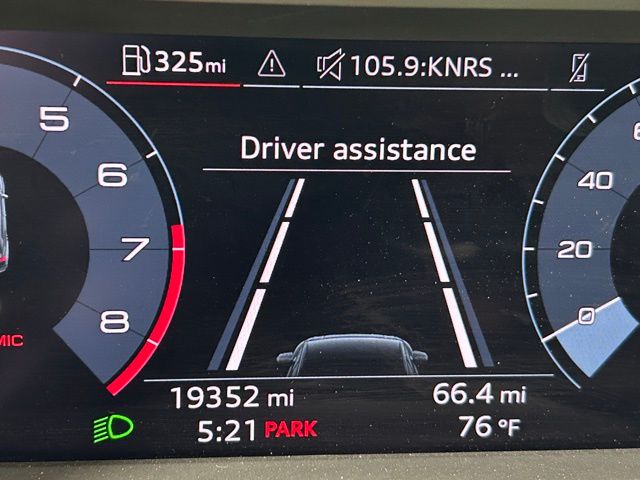 325mi
105.9:KNRS ...
Driver assistance
5
6
7
8
40
20
0
MIC
19352 mi
66.4 mi
5:21 PARK
76 °F